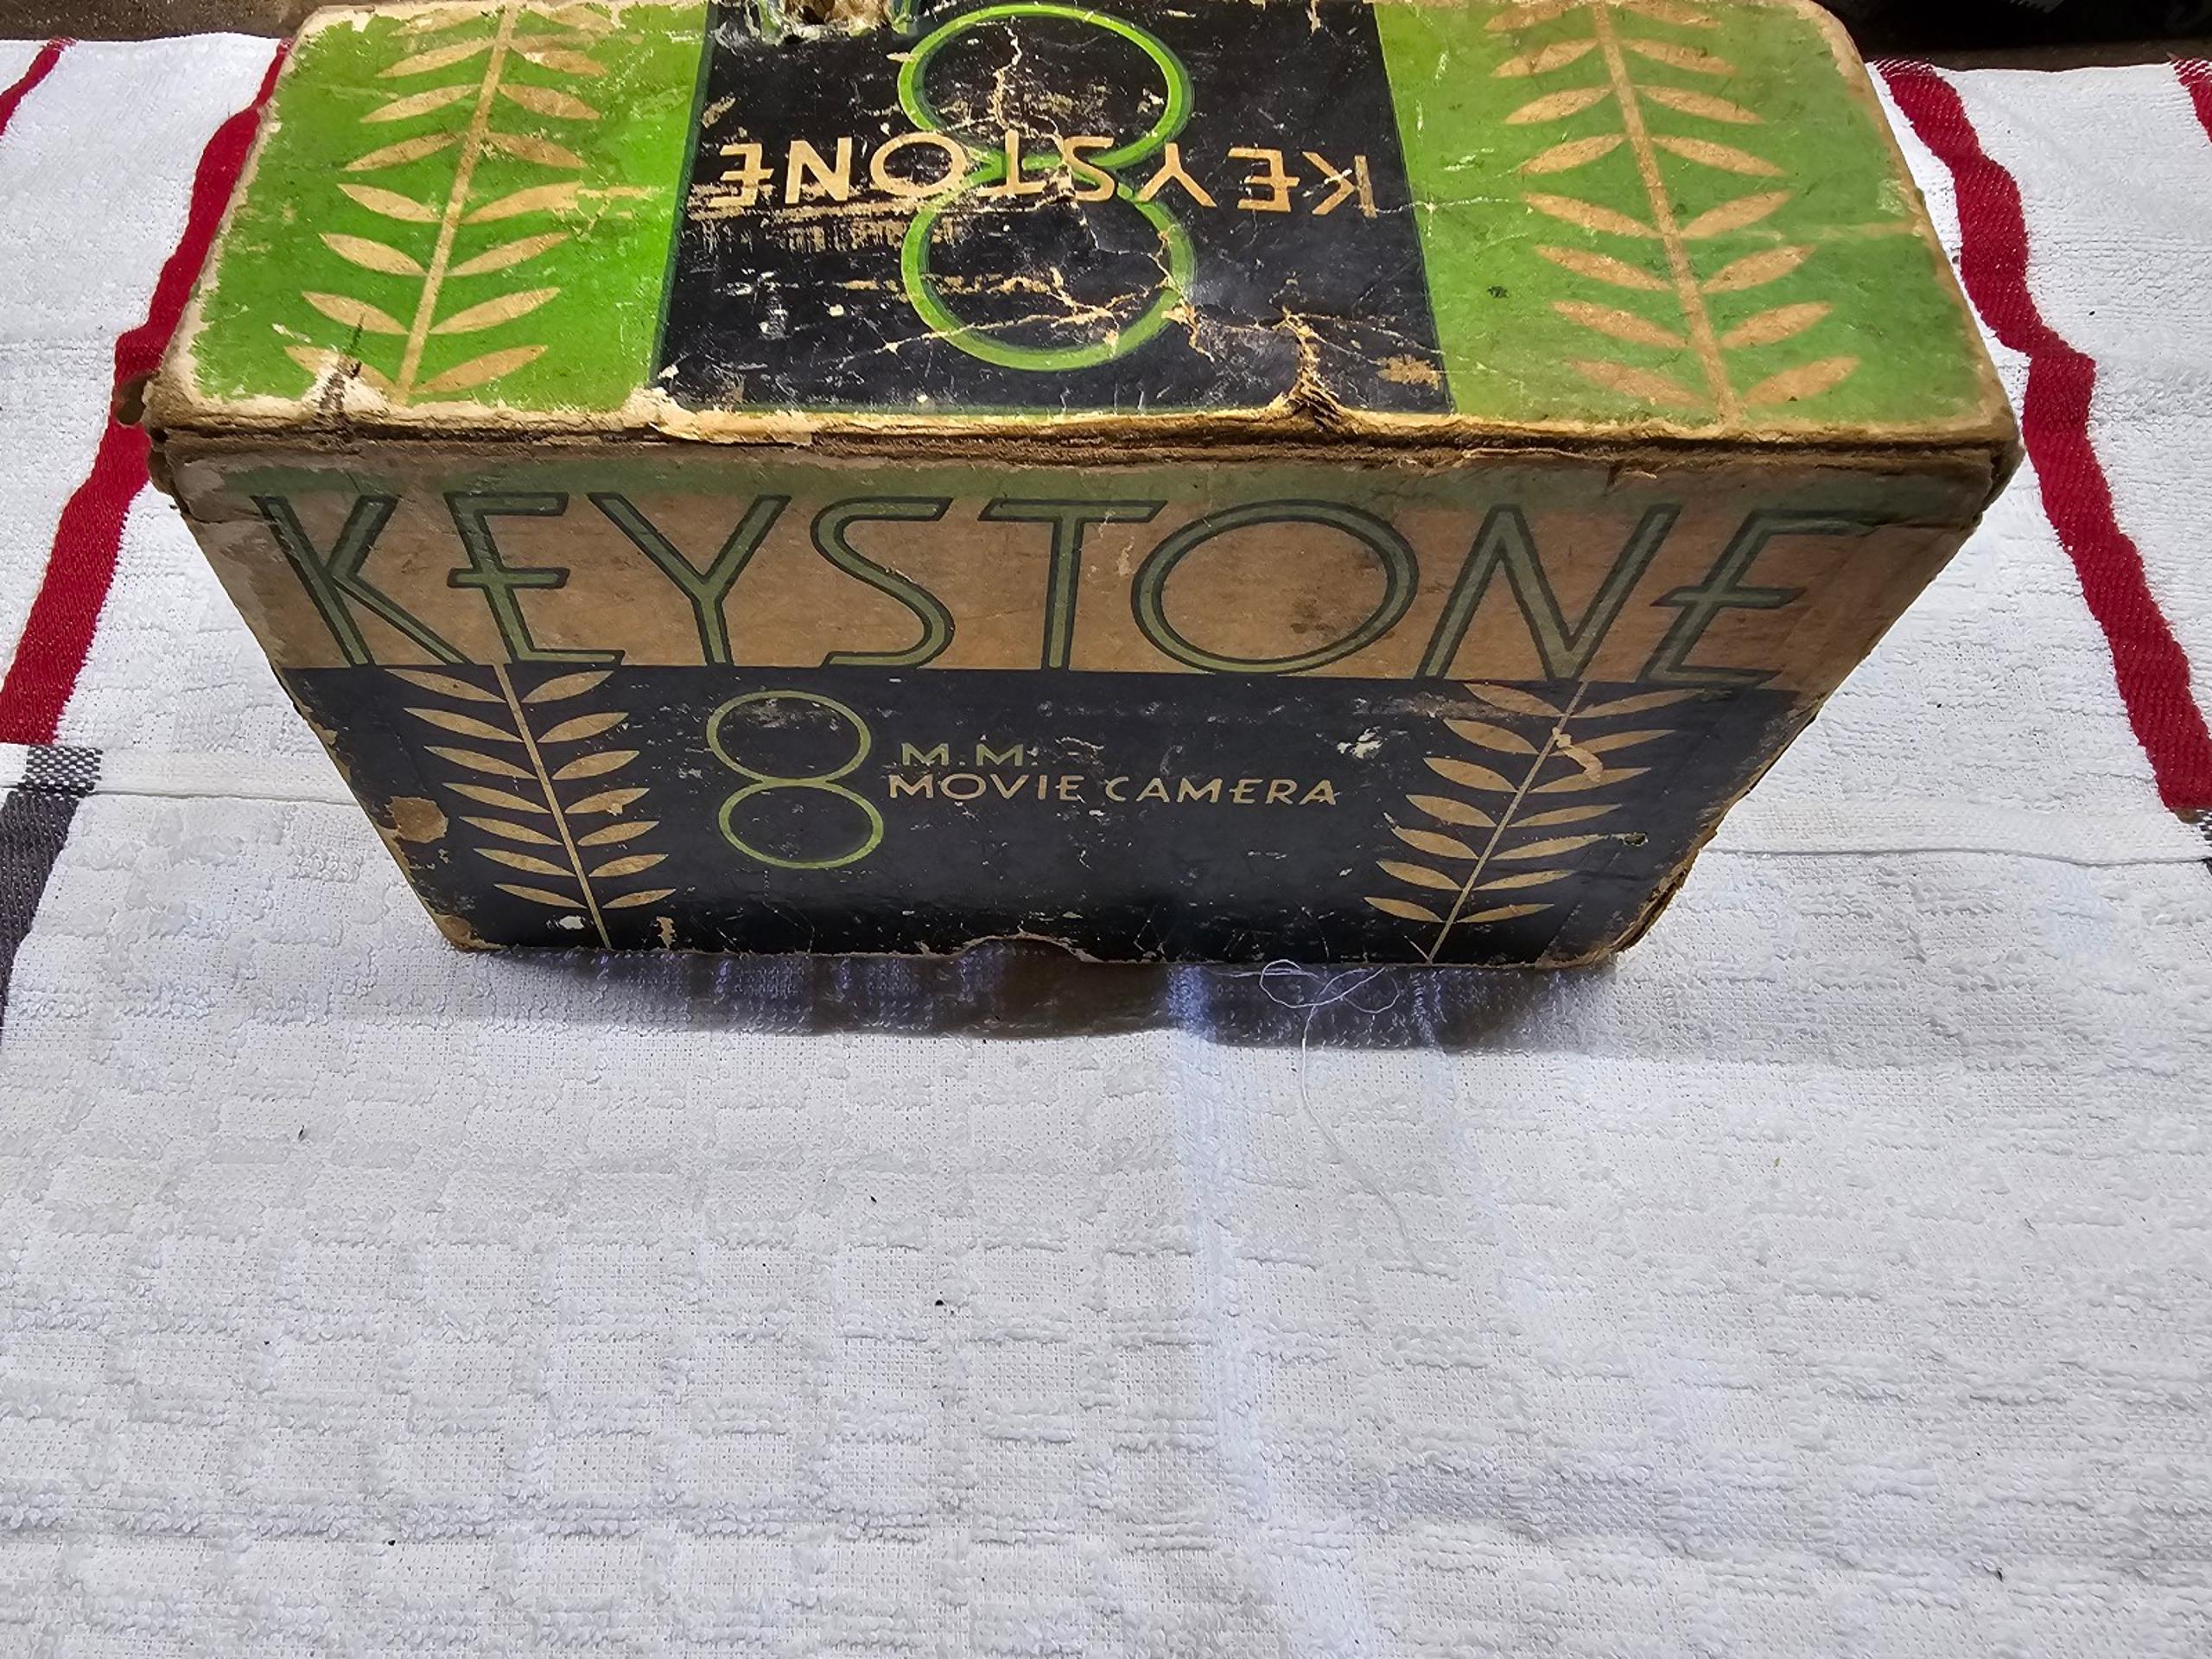 8
KEYSTONE
KEYSTONE
8 M.M.
MOVIE CAMERA